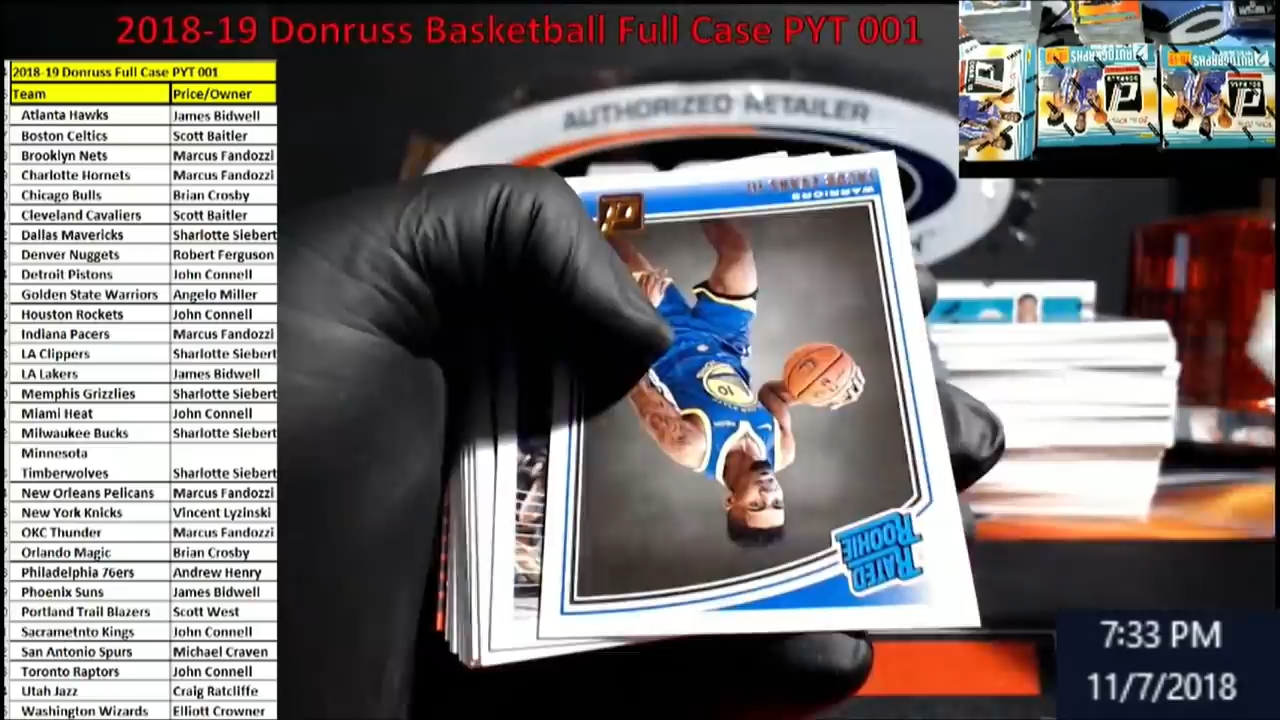 2018-19 Donruss Basketball Full Case PYT 001
2018-19 Donruss Full Case PYT 001
Team Price/Owner
Atlanta Hawks James Bidwell
Boston Celtics Scott Baitler
Brooklyn Nets Marcus Fandozzi
Charlotte Hornets Marcus Fandozzi
Chicago Bulls Brian Crosby
Cleveland Cavaliers Scott Baitler
Dallas Mavericks Sharlotte Siebert
Denver Nuggets Robert Ferguson
Detroit Pistons John Connell
Golden State Warriors Angelo Miller
Houston Rockets John Connell
Indiana Pacers Marcus Fandozzi
LA Clippers Sharlotte Siebert
LA Lakers James Bidwell
Memphis Grizzlies Sharlotte Siebert
Miami Heat John Connell
Milwaukee Bucks Sharlotte Siebert
Minnesota
Timberwolves Sharlotte Siebert
New Orleans Pelicans Marcus Fandozzi
New York Knicks Vincent Lyzinski
OKC Thunder Marcus Fandozzi
Orlando Magic Brian Crosby
Philadelphia 76ers Andrew Henry
Phoenix Suns James Bidwell
Portland Trail Blazers Scott West
Sacrametnto Kings John Connell
San Antonio Spurs Michael Craven
Toronto Raptors John Connell
Utah Jazz Craig Ratcliffe
Washington Wizards Elliott Crowner
AUTHORIZED RETAILER
WARRIORS
10
RATED
ROOKIE
AUTOGRAPHS
AUTOGRAPHS
7:33 PM
11/7/2018